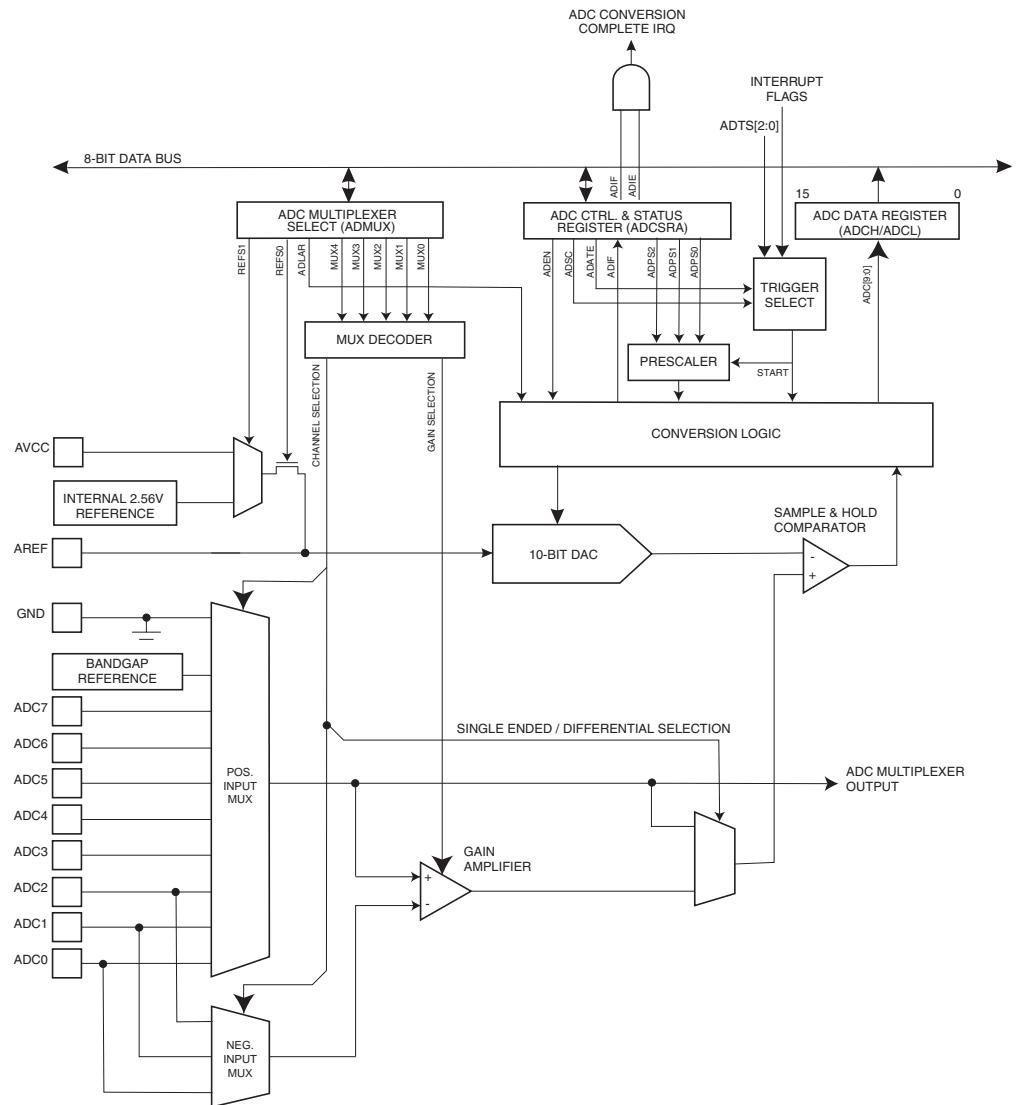 ADC CONVERSION
COMPLETE IRQ
INTERRUPT
FLAGS
ADTS[2:0]
8-BIT DATA BUS
ADIF
ADIE
15
0
ADC MULTIPLEXER
SELECT (ADMUX)
ADC CTRL. & STATUS
REGISTER (ADCSRA)
ADC DATA REGISTER
(ADCH/ADCL)
REFS1
REFS0
ADLAR
MUX4
MUX3
MUX2
MUX1
MUX0
ADEN
ADSC
ADATE
ADIF
ADPS2
ADPS1
ADPS0
ADC[9:0]
TRIGGER
SELECT
MUX DECODER
PRESCALER
START
CHANNEL SELECTION
GAIN SELECTION
CONVERSION LOGIC
AVCC
INTERNAL 2.56V
REFERENCE
SAMPLE & HOLD
COMPARATOR
AREF
10-BIT DAC
-
+
GND
BANDGAP
REFERENCE
ADC7
SINGLE ENDED / DIFFERENTIAL SELECTION
ADC6
ADC5
POS.
INPUT
MUX
ADC MULTIPLEXER
OUTPUT
ADC4
ADC3
GAIN
AMPLIFIER
+
-
ADC2
ADC1
ADC0
NEG.
INPUT
MUX